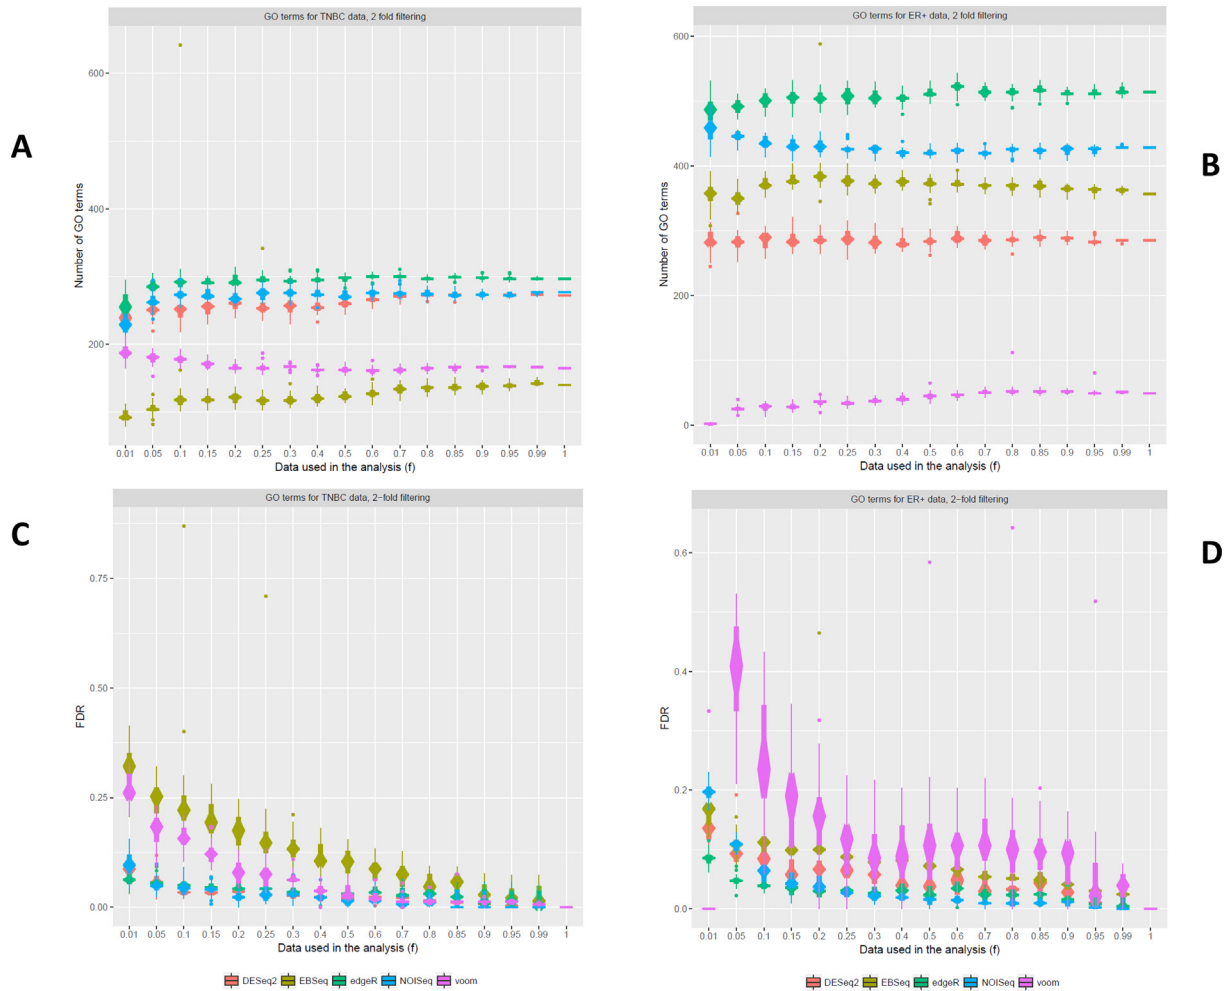 A
GO terms for TNBC data, 2 fold filtering
Number of GO terms
600
400
200
0.01 0.05 0.1 0.15 0.2 0.25 0.3 0.4 0.5 0.6 0.7 0.8 0.85 0.9 0.95 0.99 1
Data used in the analysis (f)
B
GO terms for ER+ data, 2 fold filtering
Number of GO terms
600
400
200
0
0.01 0.05 0.1 0.15 0.2 0.25 0.3 0.4 0.5 0.6 0.7 0.8 0.85 0.9 0.95 0.99 1
Data used in the analysis (f)
C
GO terms for TNBC data, 2-fold filtering
FDR
0.75
0.50
0.25
0.00
0.01 0.05 0.1 0.15 0.2 0.25 0.3 0.4 0.5 0.6 0.7 0.8 0.85 0.9 0.95 0.99 1
Data used in the analysis (f)
DESeq2 EBSeq edgeR NOISeq voom
D
GO terms for ER+ data, 2-fold filtering
FDR
0.6
0.4
0.2
0.0
0.01 0.05 0.1 0.15 0.2 0.25 0.3 0.4 0.5 0.6 0.7 0.8 0.85 0.9 0.95 0.99 1
Data used in the analysis (f)
DESeq2 EBSeq edgeR NOISeq voom